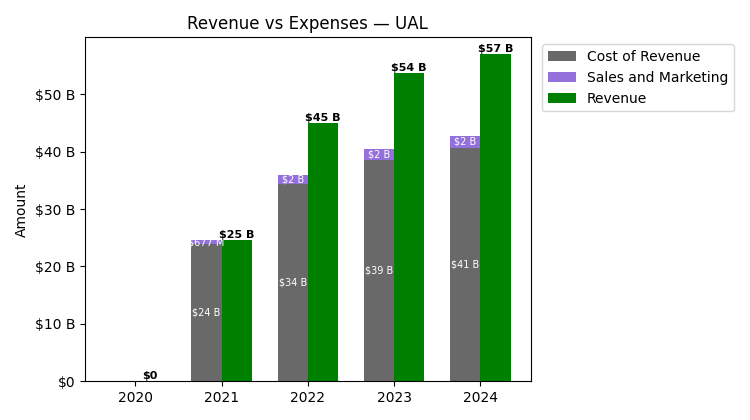 Revenue vs Expenses — UAL
Cost of Revenue
Sales and Marketing
Revenue
Amount
$50 B
$40 B
$30 B
$20 B
$10 B
$0
$0
$677 M
$25 B
$24 B
$2 B
$45 B
$34 B
$2 B
$54 B
$39 B
$2 B
$57 B
$41 B
2020
2021
2022
2023
2024